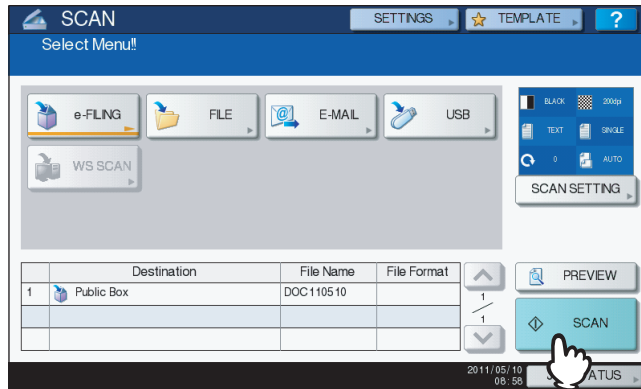 SCAN SETTINGS TEMPLATE ?
Select Menu!!
e-FILING FILE E-MAIL USB
BLACK 200dpi
TEXT SINGLE
0 AUTO
WS SCAN
SCAN SETTING
Destination File Name File Format
PREVIEW
1 Public Box DOC110510
1
1
SCAN
2011/05/10
08:58
ATUS